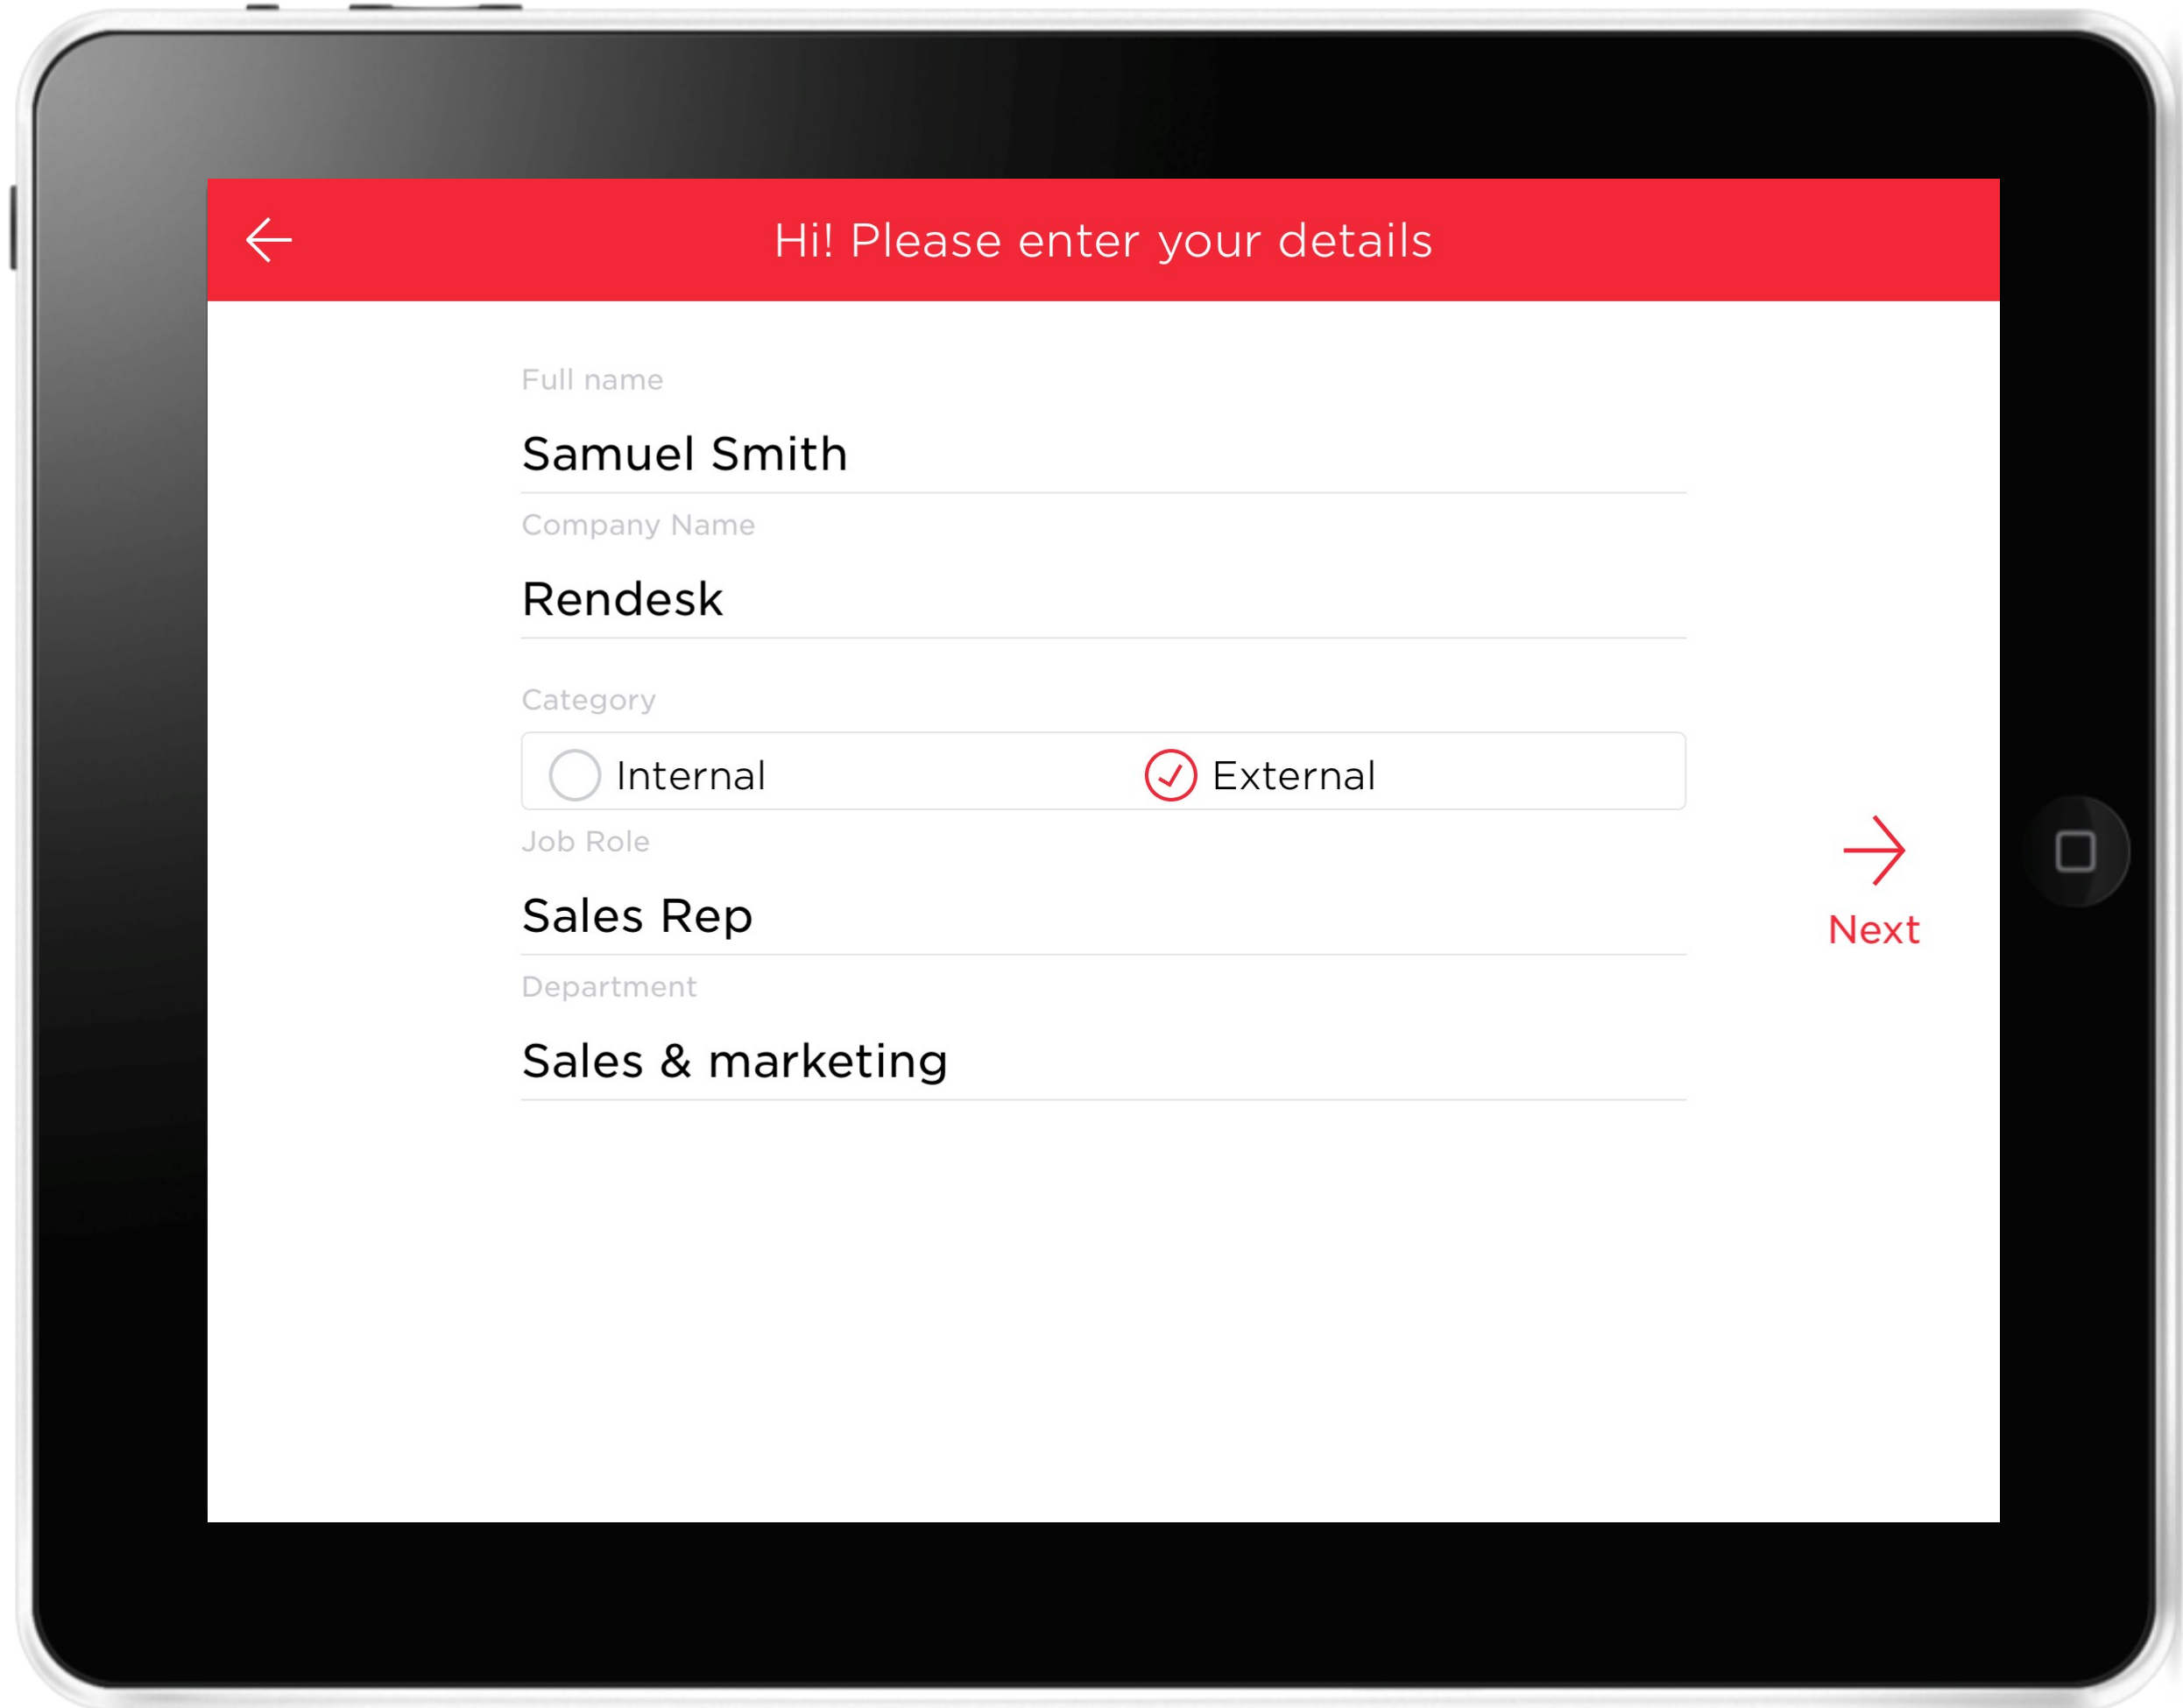 Hi! Please enter your details
Full name
Samuel Smith
Company Name
Rendesk
Category
Internal External
Job Role
Sales Rep
Next
Department
Sales & marketing